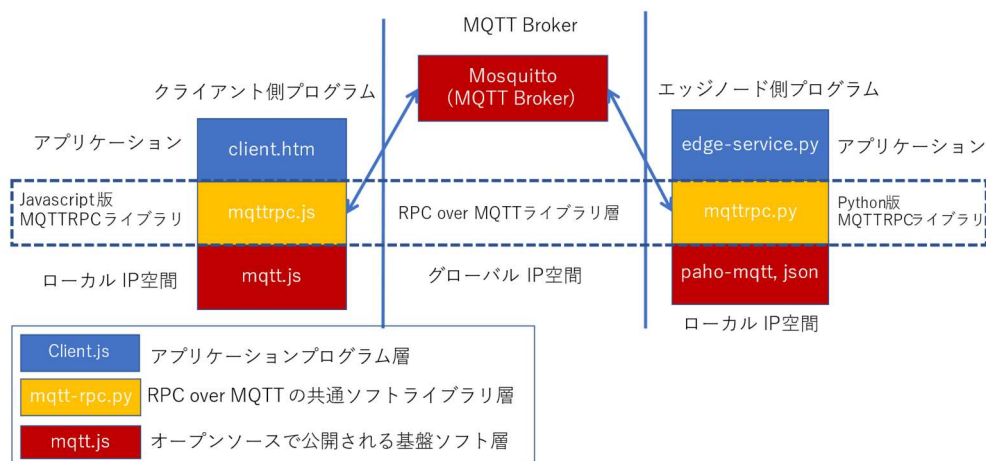 MQTT Broker
Mosquitto
(MQTT Broker)
クライアント側プログラム
エッジノード側プログラム
アプリケーション
client.htm
edge-service.py
アプリケーション
Javascript版
MQTTRPCライブラリ
mqttrpc.js
RPC over MQTTライブラリ層
mqttrpc.py
Python版
MQTTRPCライブラリ
ローカル IP空間
mqtt.js
グローバル IP空間
paho-mqtt, json
ローカル IP空間
Client.js
アプリケーションプログラム層
mqtt-rpc.py
RPC over MQTT の共通ソフトライブラリ層
mqtt.js
オープンソースで公開される基盤ソフト層